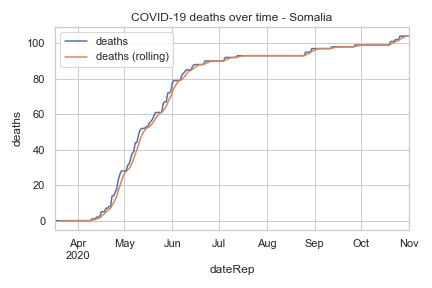 COVID-19 deaths over time - Somalia
deaths
deaths (rolling)
100
80
60
40
20
0
deaths
Apr May Jun Jul Aug Sep Oct Nov
2020
dateRep